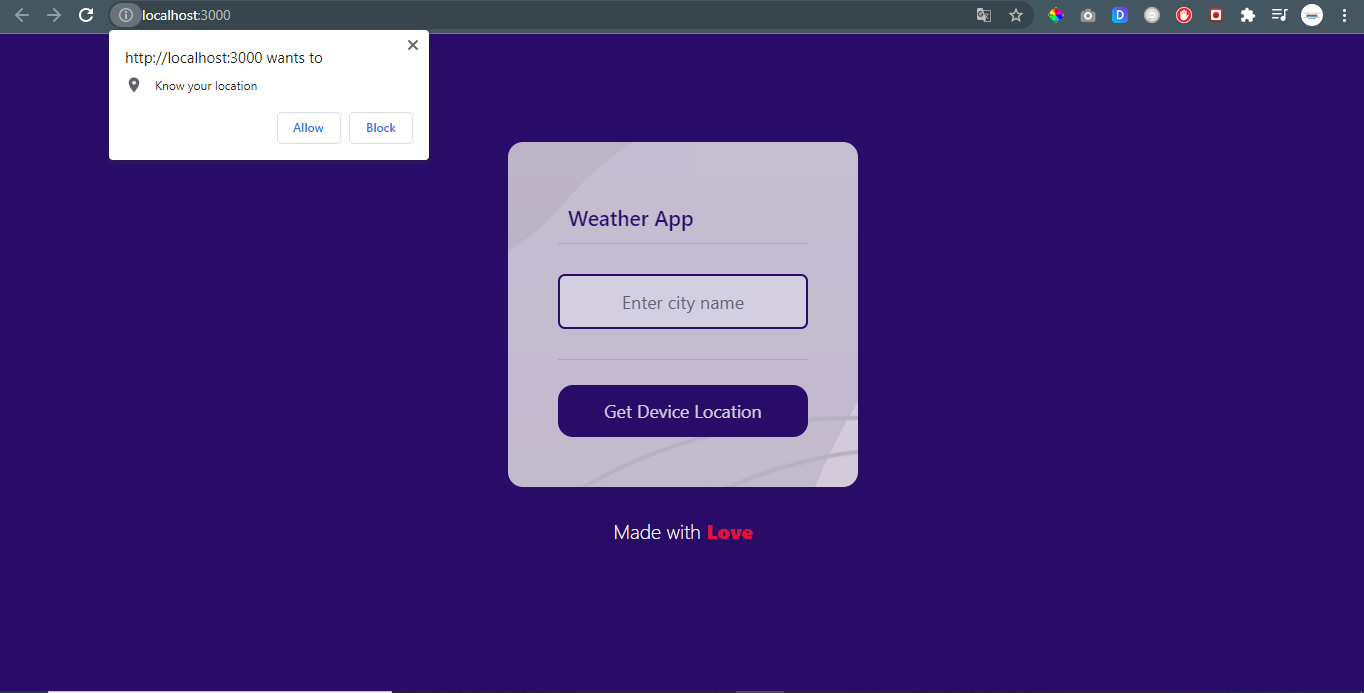 localhost:3000
http://localhost:3000 wants to
Know your location
Allow
Block
Weather App
Enter city name
Get Device Location
Made with Love